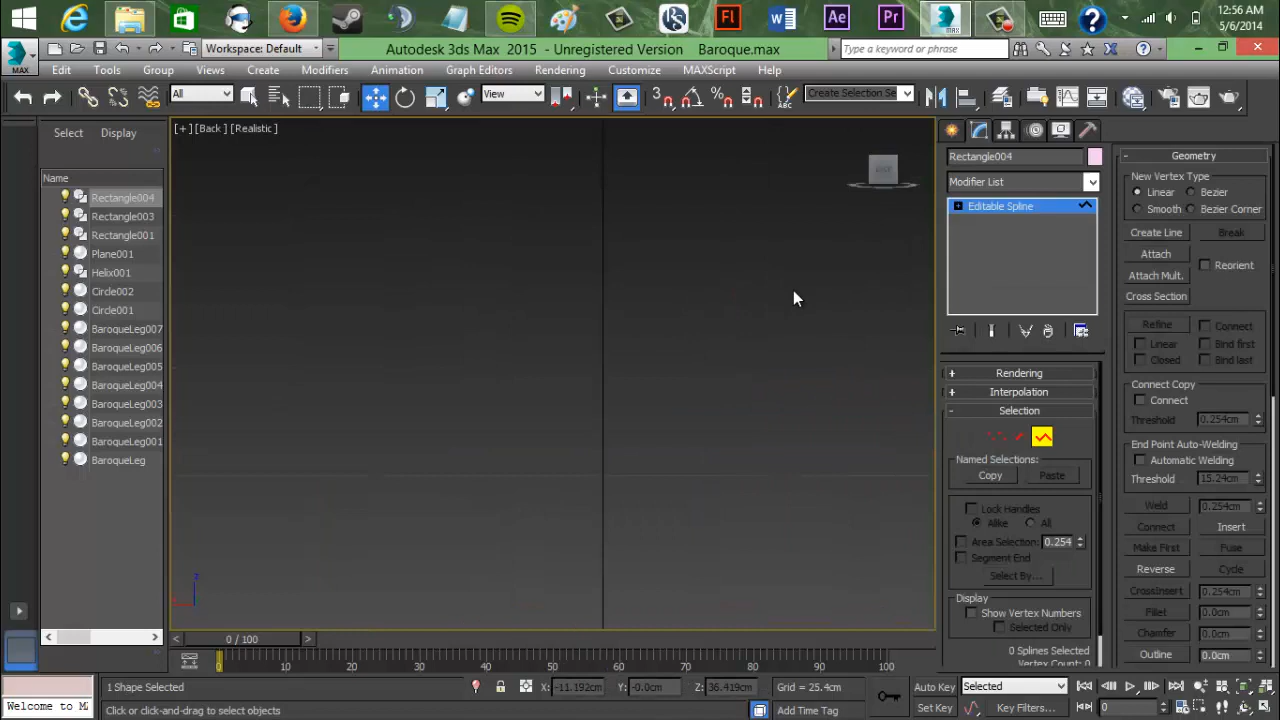 Fl
Ae
Pr
12:56 AM
5/6/2014
MAX
Workspace: Default
Autodesk 3ds Max 2015 - Unregistered Version Baroque.max
Type a keyword or phrase
Edit Tools Group Views Create Modifiers Animation Graph Editors Rendering Customize MAXScript Help
All
View
3
Create Selection Se
Select Display
[+] [Back] [Realistic]
Name
Rectangle004
Rectangle003
Rectangle001
Plane001
Helix001
Circle002
Circle001
BaroqueLeg007
BaroqueLeg006
BaroqueLeg005
BaroqueLeg004
BaroqueLeg003
BaroqueLeg002
BaroqueLeg001
BaroqueLeg
z
Rectangle004
Modifier List
Editable Spline
+ Rendering
+ Interpolation
- Selection
Named Selections:
Copy Paste
Lock Handles
Alike All
Area Selection: 0.254
Segment End
Select By...
Display
Show Vertex Numbers
Selected Only
0 Splines Selected
Vertex Count: 0
- Geometry
New Vertex Type
Linear Bezier
Smooth Bezier Corner
Create Line Break
Attach Reorient
Attach Mult.
Cross Section
Refine Connect
Linear Bind first
Closed Bind last
Connect Copy
Connect
Threshold 0.254cm
End Point Auto-Welding
Automatic Welding
Threshold 15.24cm
Weld 0.254cm
Connect Insert
Make First Fuse
Reverse Cycle
CrossInsert 0.254cm
Fillet 0.0cm
Chamfer 0.0cm
Outline 0.0cm
< 0 / 100 >
0 10 20 30 40 50 60 70 80 90 100
1 Shape Selected X: -11.192cm Y: -0.0cm Z: 36.419cm Grid = 25.4cm Auto Key Selected
Welcome to M Click or click-and-drag to select objects Add Time Tag Set Key Key Filters... 0